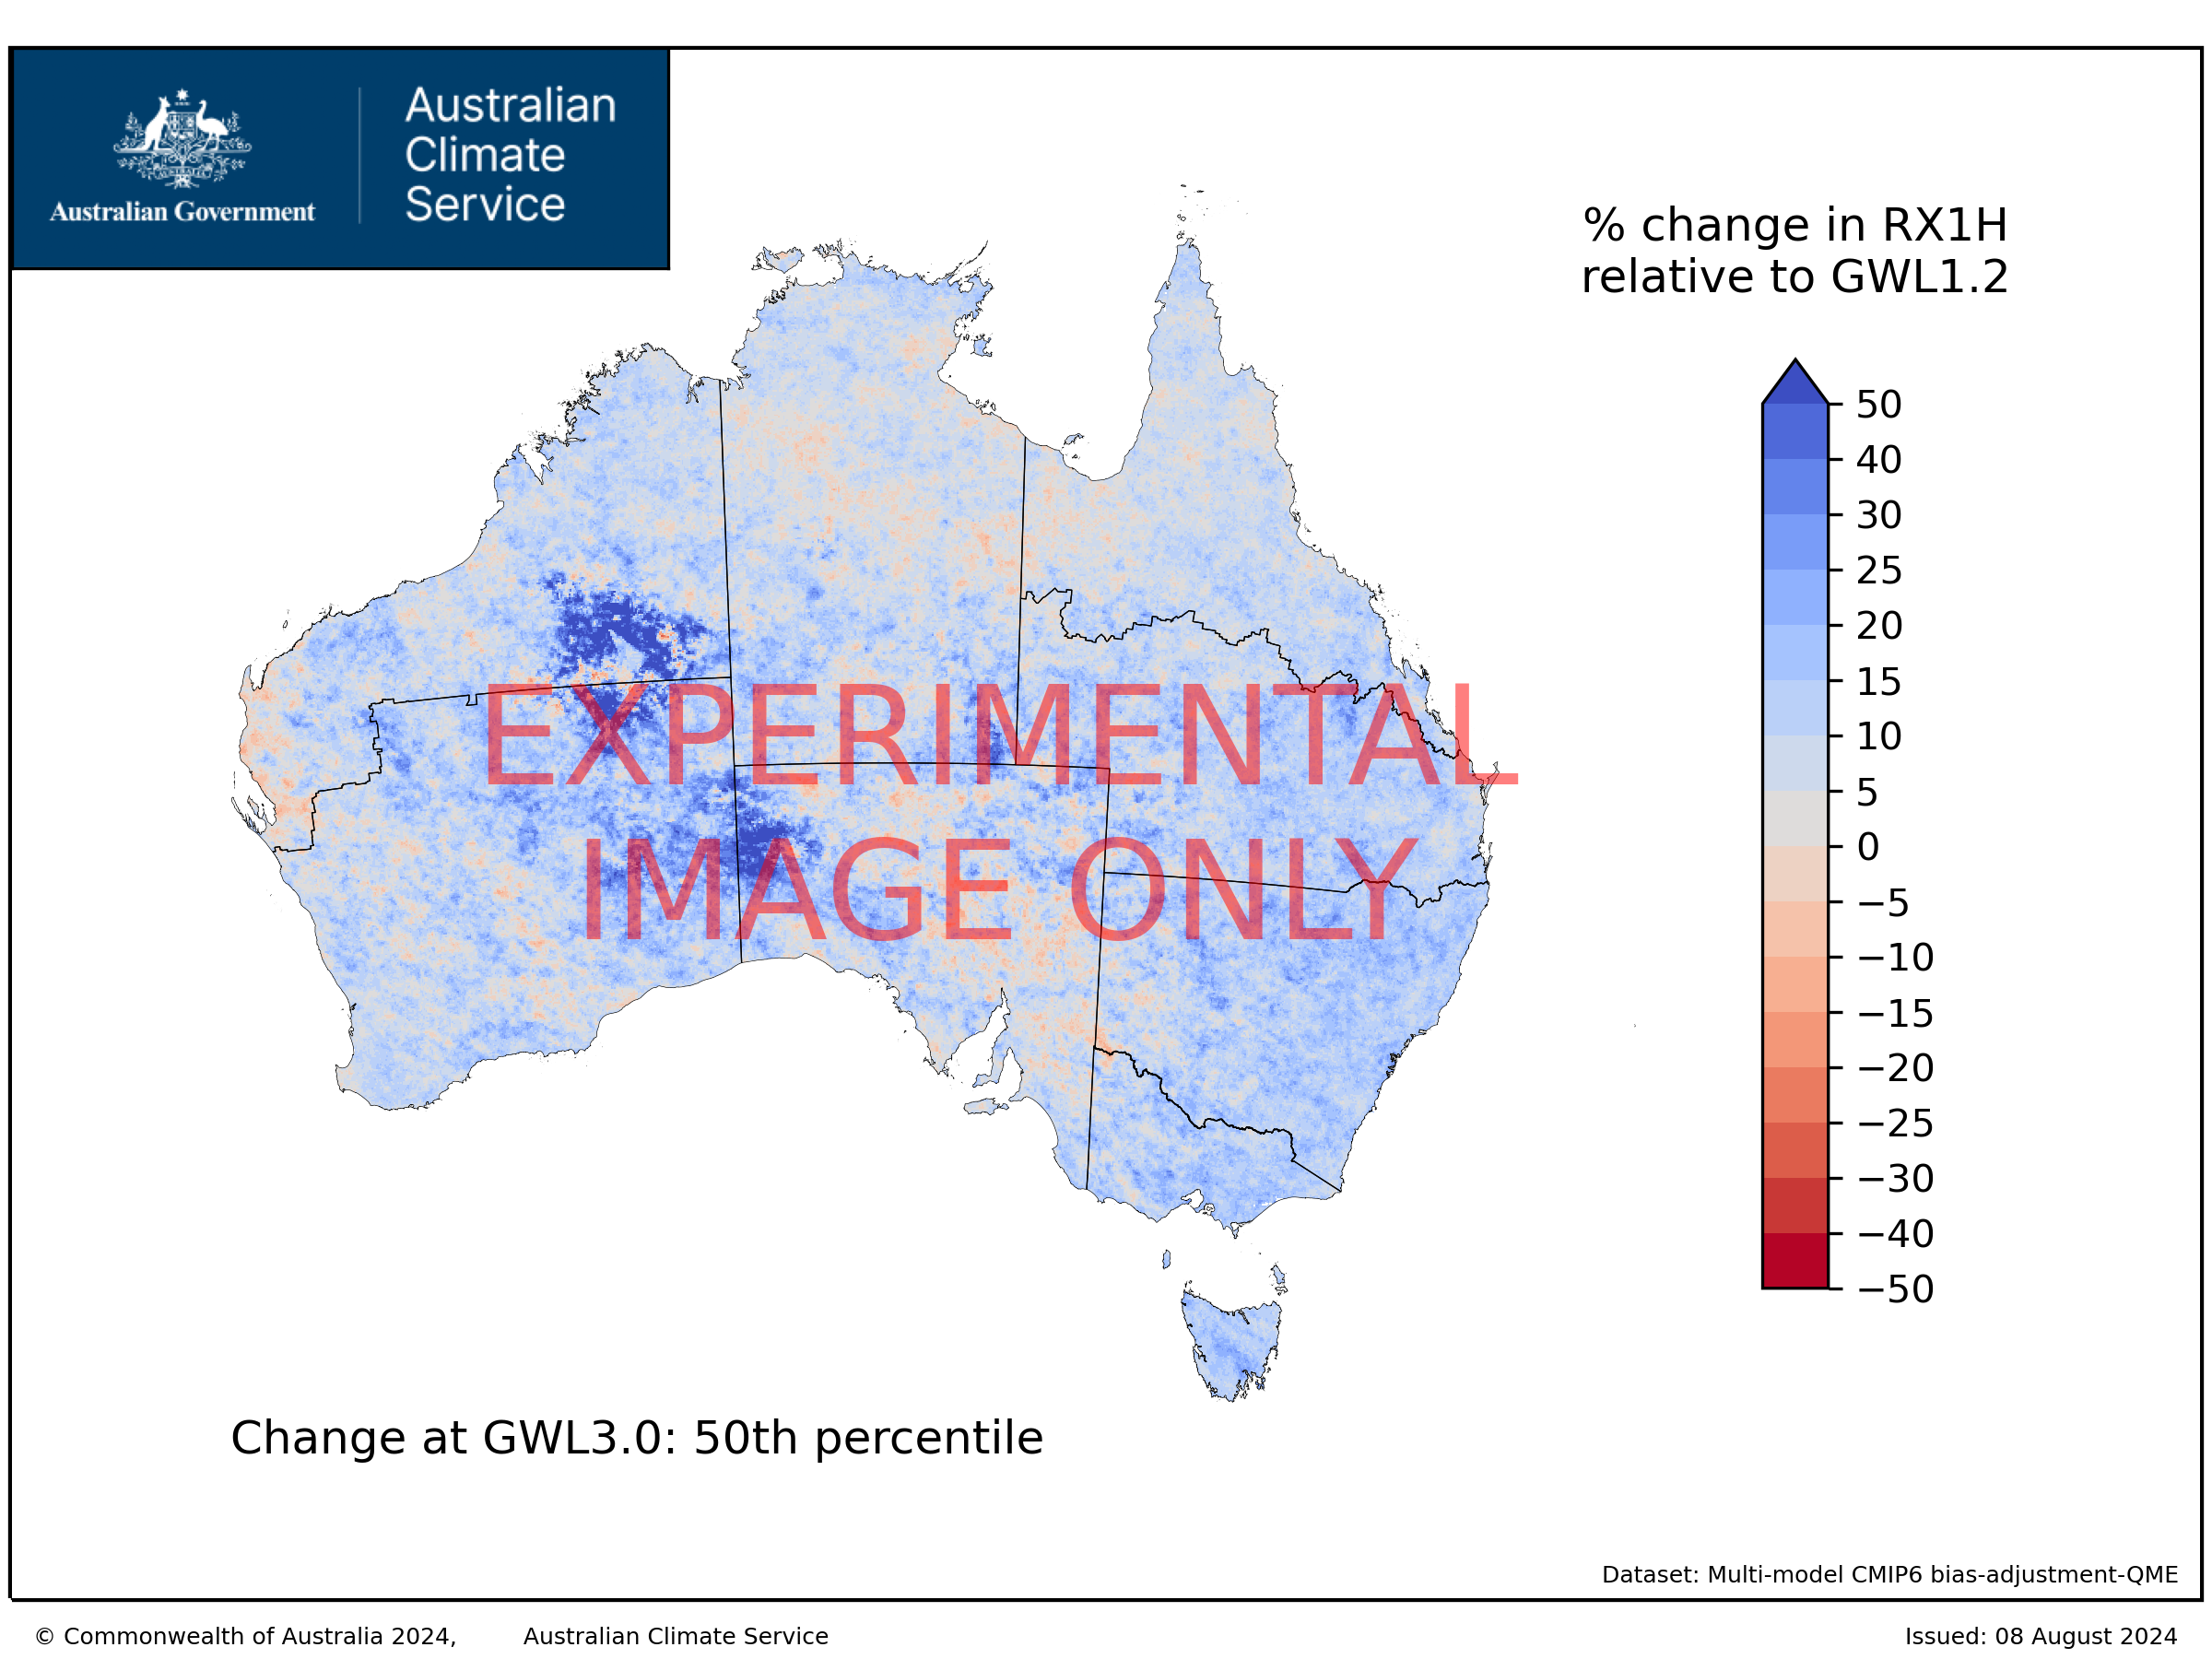 Australian Government
Australian
Climate
Service
% change in RX1H
relative to GWL1.2
50
40
30
25
20
15
10
5
0
−5
−10
−15
−20
−25
−30
−40
−50
EXPERIMENTAL
IMAGE ONLY
Change at GWL3.0: 50th percentile
Dataset: Multi-model CMIP6 bias-adjustment-QME
© Commonwealth of Australia 2024, Australian Climate Service
Issued: 08 August 2024